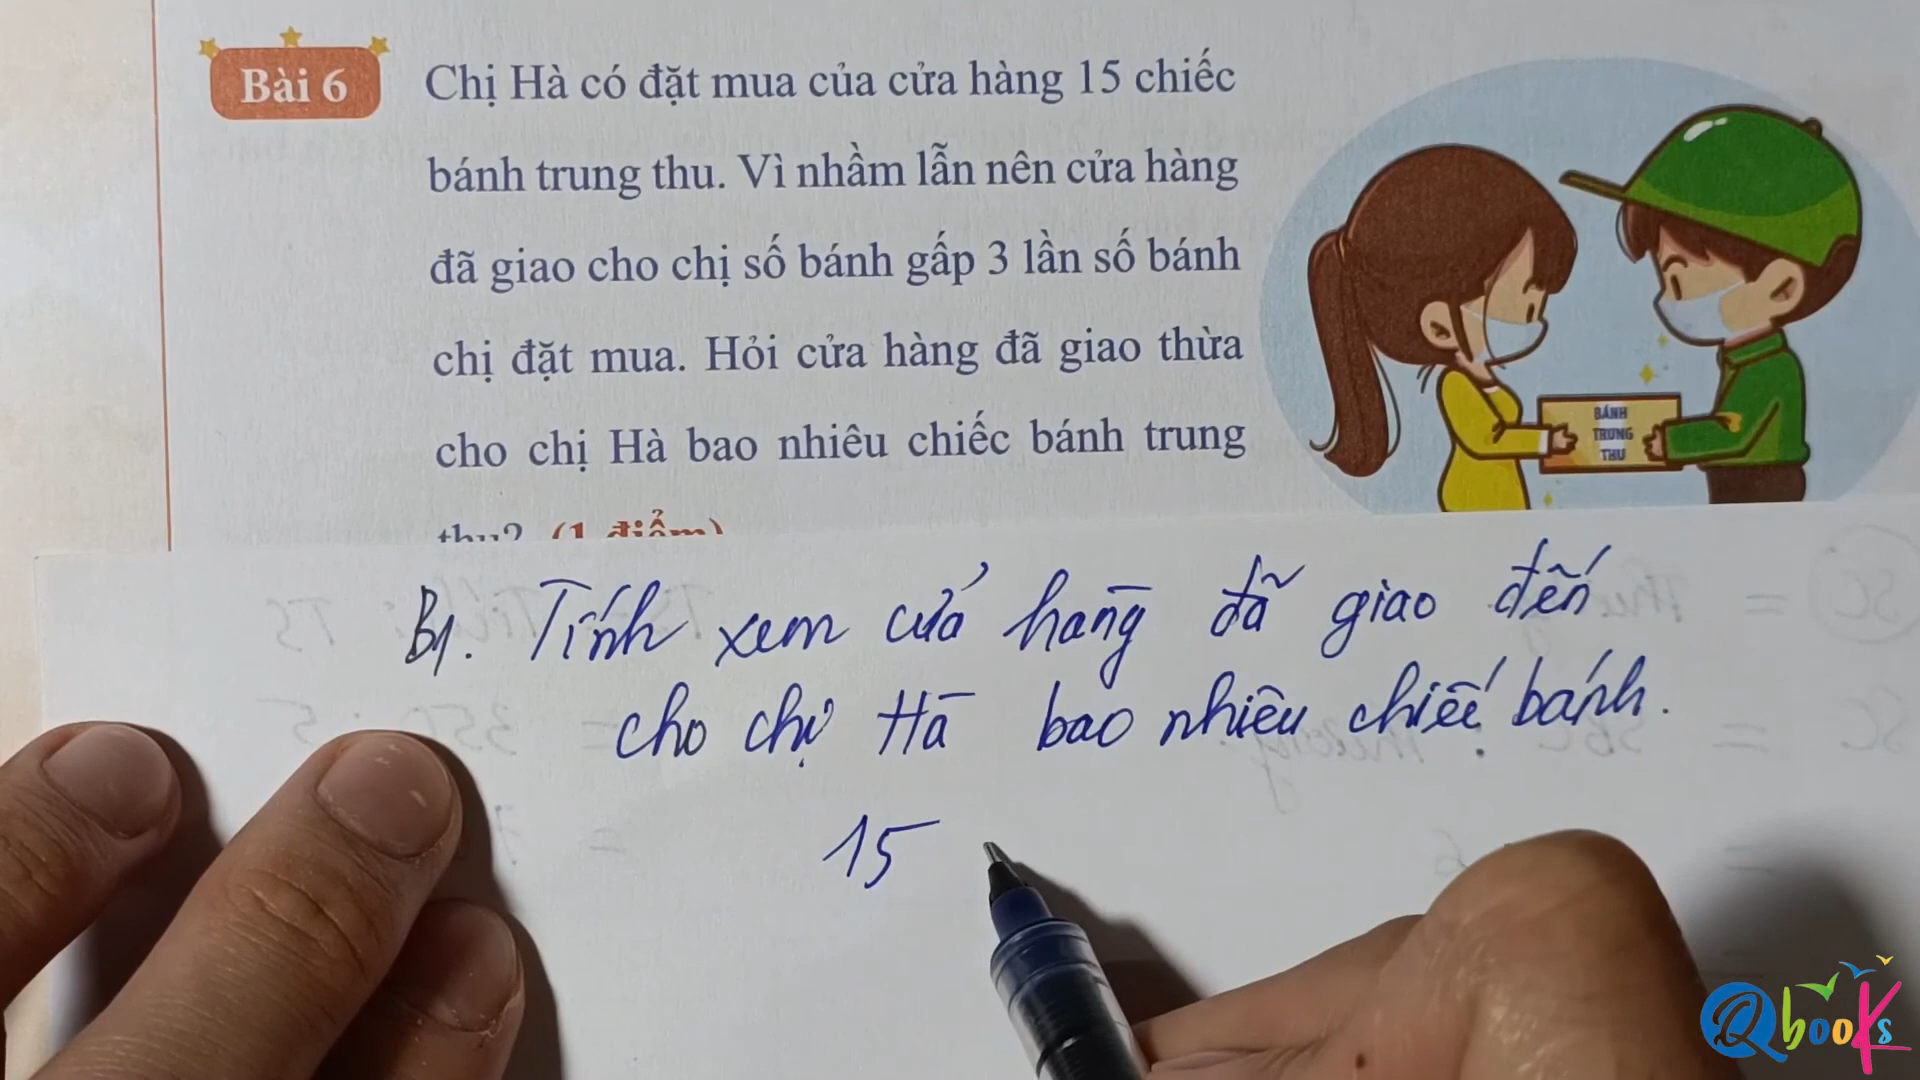 Bài 6
Chị Hà có đặt mua của cửa hàng 15 chiếc
bánh trung thu. Vì nhầm lẫn nên cửa hàng
đã giao cho chị số bánh gấp 3 lần số bánh
chị đặt mua. Hỏi cửa hàng đã giao thừa
cho chị Hà bao nhiêu chiếc bánh trung
thu? (1 điểm)
BÁNH
TRUNG
THU
B1. Tính xem cửa hàng đã giao đến
cho chị Hà bao nhiêu chiếc bánh.
15
Qbooks